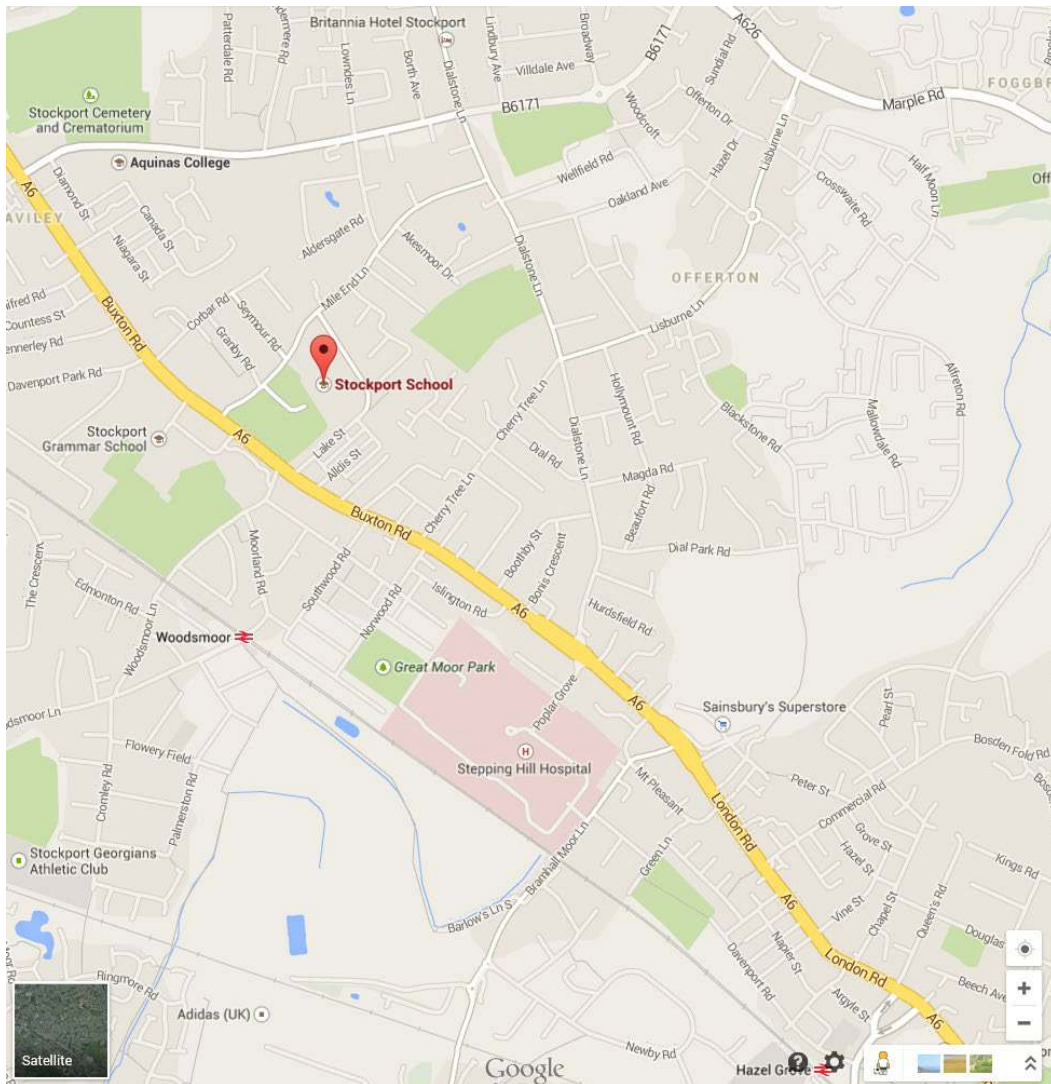 Britannia Hotel Stockport
Patterdale Rd
Lowndes Ln
Borth Ave
Dialstone Ln
Lindbury Ave
Broadway
B6171
A626
Sundial Rd
Villdale Ave
FOGGBR
Stockport Cemetery
and Crematorium
B6171
Woodcroft
Offerton Dr
Marple Rd
Lisburne Ln
Hazel Dr
Aquinas College
Wellfield Rd
Half Moon Ln
Off
A6
Diamond St
Crosswaite Rd
Oakland Ave
AVILEY
Canada St
Niagara St
Aldersgate Rd
Akesmoor Dr
Dialstone Ln
OFFERTON
Mile End Ln
Corbar Rd
Seymour Rd
Granby Rd
Buxton Rd
Countess St
Lisburne Ln
Davenport Park Rd
Stockport School
Hollymount Rd
Alfreton Rd
Cherry Tree Ln
Blackstone Rd
Mallowdale Rd
Stockport
Grammar School
A6
Lake St
Alldis St
Dialstone Ln
Dial Rd
Magda Rd
Cherry Tree Ln
Buxton Rd
Beaufort Rd
Boothby St
Bonis Crescent
Dial Park Rd
The Crescent
Moorland Rd
Edmonton Rd
Southwood Rd
Norwood Rd
Islington Rd
A6
Hurdsfield Rd
Woodsmoor Ln
Woodsmoor
Great Moor Park
Poplar Grove
A6
Sainsbury's Superstore
Pearl St
dsmoor Ln
Flowery Field
H
Stepping Hill Hospital
Bosden Fold Rd
Cromley Rd
Palmerston Rd
Mt Pleasant
Peter St
London Rd
Commercial Rd
Grove St
Hazel St
Stockport Georgians
Athletic Club
Bramhall Moor Ln
Green Ln
Kings Rd
A6
Vine St
Chapel St
Queen's Rd
Barlow's Ln S
Douglas
Napier St
Davenport Rd
London Rd
Ringmore Rd
Beech Ave
Argyle St
Adidas (UK)
A6
Satellite
Newby Rd
Google
Hazel Grove
?
+
−